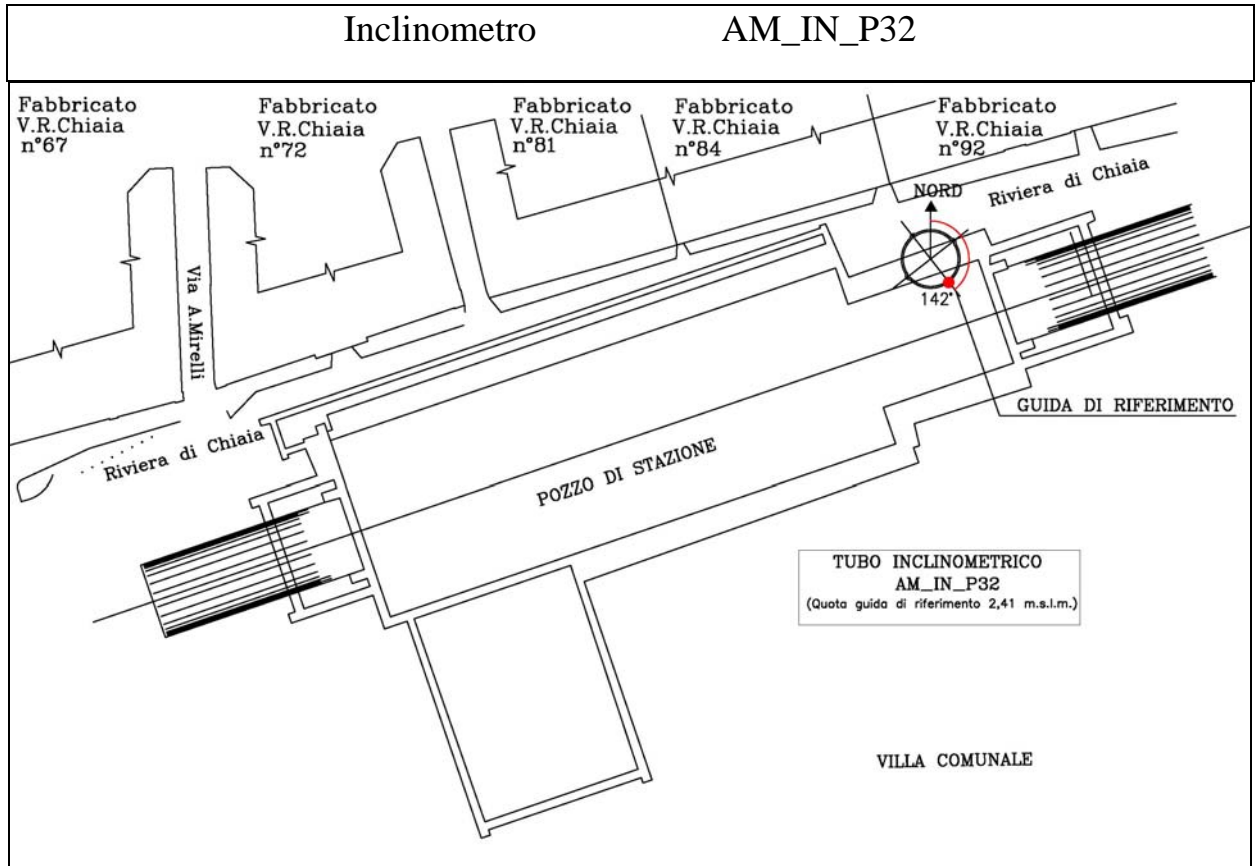 Inclinometro AM_IN_P32
Fabbricato
V.R.Chiaia
n°67
Fabbricato
V.R.Chiaia
n°72
Fabbricato
V.R.Chiaia
n°81
Fabbricato
V.R.Chiaia
n°84
Fabbricato
V.R.Chiaia
n°92
NORD
Riviera di Chiaia
142°
Via A.Mirelli
GUIDA DI RIFERIMENTO
Riviera di Chiaia
POZZO DI STAZIONE
TUBO INCLINOMETRICO
AM_IN_P32
(Quota guida di riferimento 2,41 m.s.l.m.)
VILLA COMUNALE